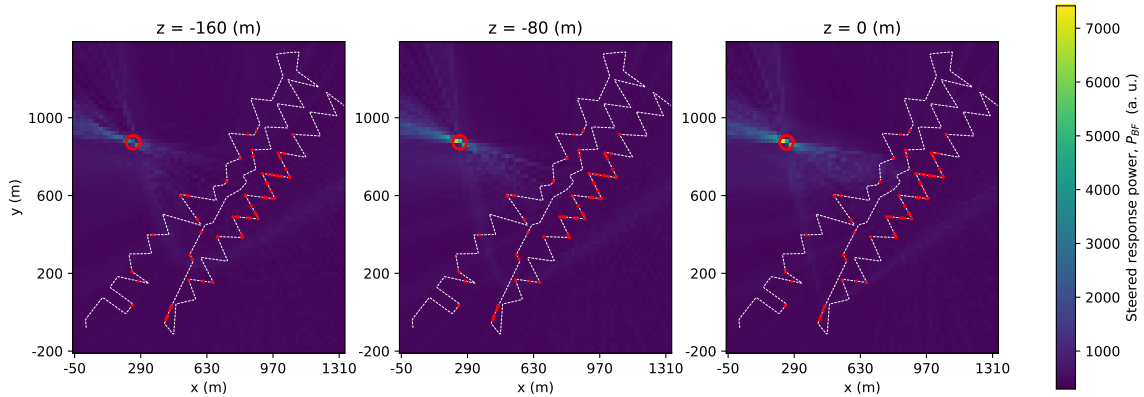 z = -160 (m)
z = -80 (m)
z = 0 (m)
y (m)
1000
600
200
-200
1000
600
200
-200
1000
600
200
-200
-50 290 630 970 1310
-50 290 630 970 1310
-50 290 630 970 1310
x (m)
x (m)
x (m)
7000
6000
5000
4000
3000
2000
1000
Steered response power, P_BF (a. u.)